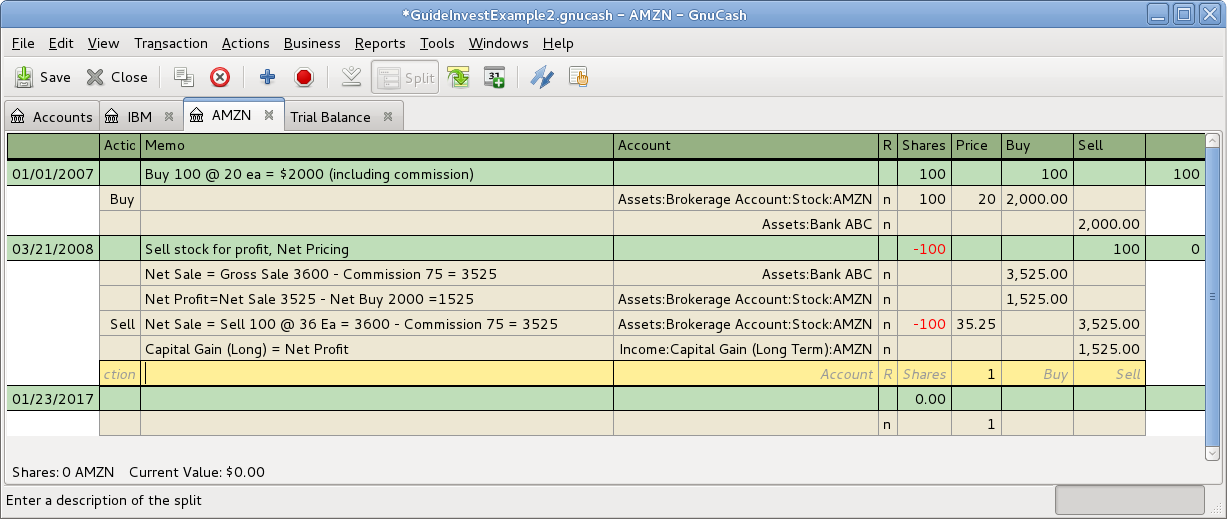 *GuideInvestExample2.gnucash – AMZN – GnuCash
File Edit View Transaction Actions Business Reports Tools Windows Help
Save Close 31 Split
Accounts IBM AMZN Trial Balance
Actic Memo Account R Shares Price Buy Sell
01/01/2007 Buy 100 @ 20 ea = $2000 (including commission) 100 100 100
Buy Assets:Brokerage Account:Stock:AMZN n 100 20 2,000.00
Assets:Bank ABC n 2,000.00
03/21/2008 Sell stock for profit, Net Pricing -100 100 0
Net Sale = Gross Sale 3600 - Commission 75 = 3525 Assets:Bank ABC n 3,525.00
Net Profit=Net Sale 3525 - Net Buy 2000 =1525 Assets:Brokerage Account:Stock:AMZN n 1,525.00
Sell Net Sale = Sell 100 @ 36 Ea = 3600 - Commission 75 = 3525 Assets:Brokerage Account:Stock:AMZN n -100 35.25 3,525.00
Capital Gain (Long) = Net Profit Income:Capital Gain (Long Term):AMZN n 1,525.00
ction Account R Shares 1 Buy Sell
01/23/2017 0.00
n 1
Shares: 0 AMZN Current Value: $0.00
Enter a description of the split